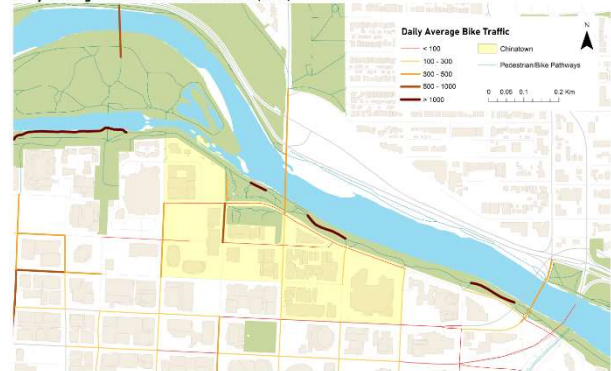 Daily Average Bike Traffic
< 100
100 - 300
300 - 500
500 - 1000
> 1000
Chinatown
Pedestrian/Bike Pathways
N
0 0.05 0.1 0.2 Km